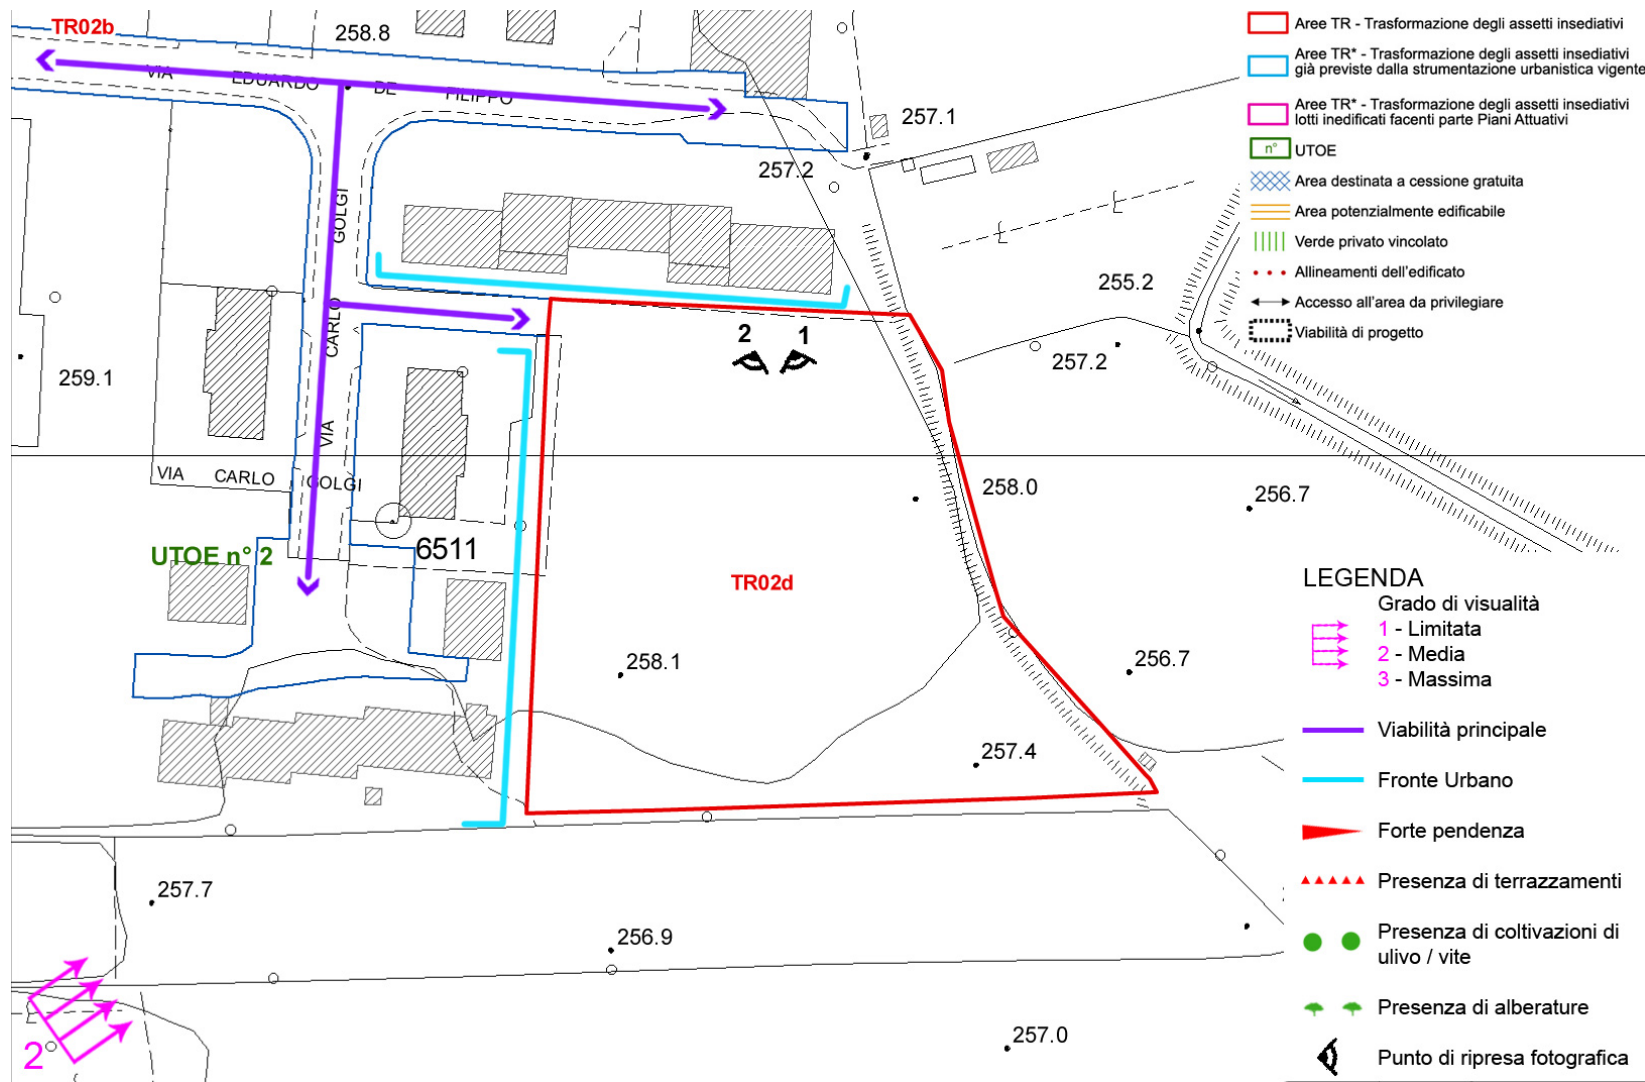 TR02b
258.8
VIA EDUARDO DE FILIPPO
257.1
257.2
VIA CARLO GOLGI
255.2
257.2
2 1
259.1
VIA CARLO GOLGI
258.0
256.7
6511
UTOE n° 2
TR02d
258.1
256.7
257.4
257.7
256.9
257.0
2
Aree TR - Trasformazione degli assetti insediativi
Aree TR* - Trasformazione degli assetti insediativi
già previste dalla strumentazione urbanistica vigente
Aree TR* - Trasformazione degli assetti insediativi
lotti inedificati facenti parte Piani Attuativi
n° UTOE
Area destinata a cessione gratuita
Area potenzialmente edificabile
Verde privato vincolato
Allineamenti dell'edificato
Accesso all'area da privilegiare
Viabilità di progetto
LEGENDA
Grado di visualità
1 - Limitata
2 - Media
3 - Massima
Viabilità principale
Fronte Urbano
Forte pendenza
Presenza di terrazzamenti
Presenza di coltivazioni di
ulivo / vite
Presenza di alberature
Punto di ripresa fotografica